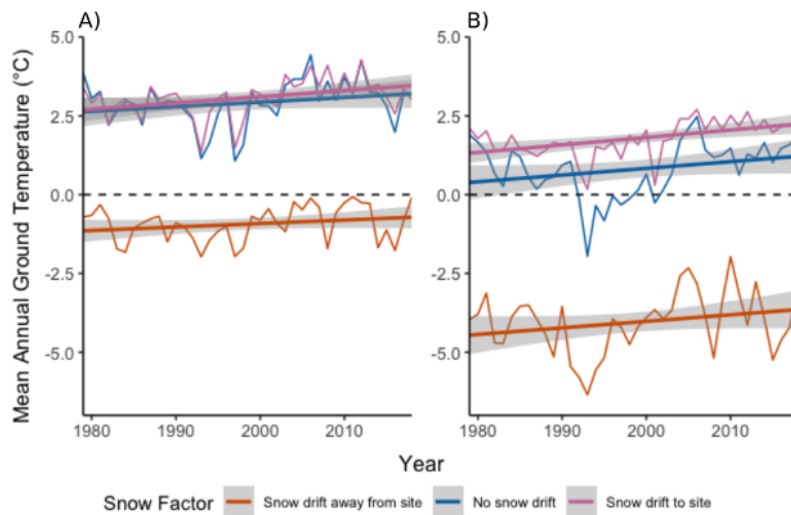 A)
B)
Mean Annual Ground Temperature (°C)
5.0
2.5
0.0
-2.5
-5.0
5.0
2.5
0.0
-2.5
-5.0
1980 1990 2000 2010
1980 1990 2000 2010
Year
Snow Factor Snow drift away from site No snow drift Snow drift to site